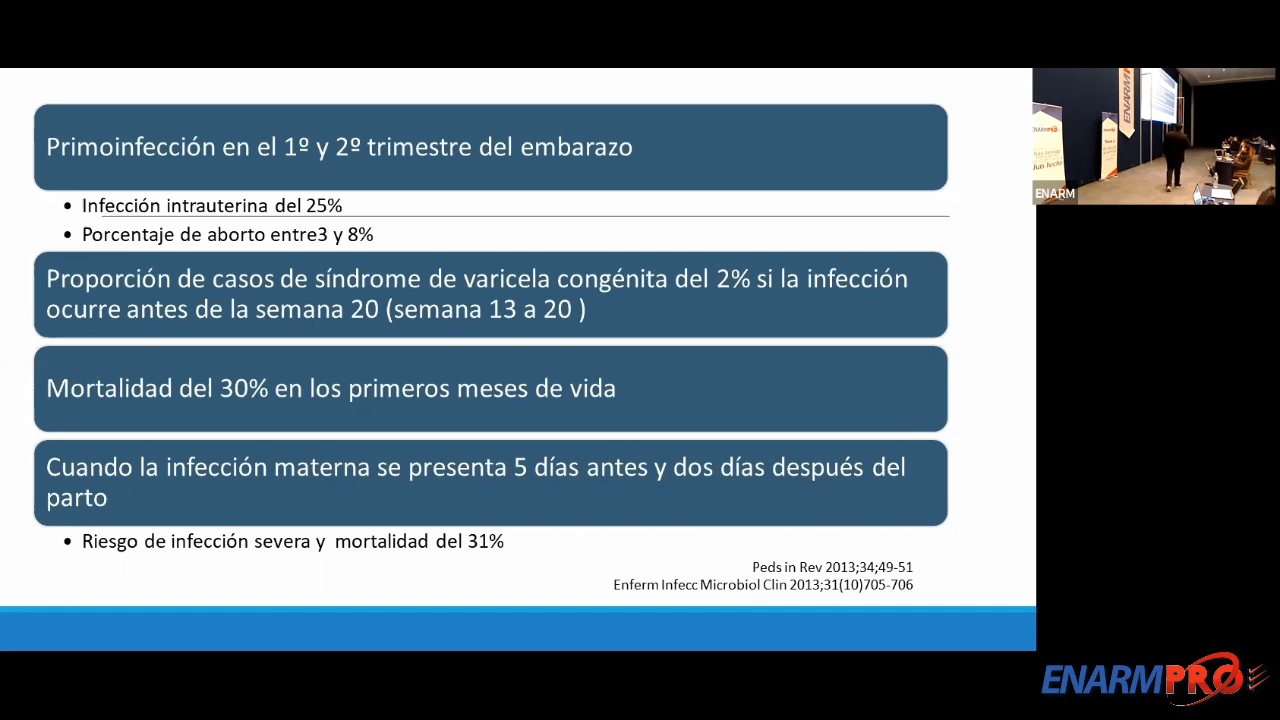 Primoinfección en el 1º y 2º trimestre del embarazo
• Infección intrauterina del 25%
• Porcentaje de aborto entre3 y 8%
Proporción de casos de síndrome de varicela congénita del 2% si la infección
ocurre antes de la semana 20 (semana 13 a 20 )
Mortalidad del 30% en los primeros meses de vida
Cuando la infección materna se presenta 5 días antes y dos días después del
parto
• Riesgo de infección severa y mortalidad del 31%
Peds in Rev 2013;34;49-51
Enferm Infecc Microbiol Clin 2013;31(10)705-706
ENARM
ENARMPRO